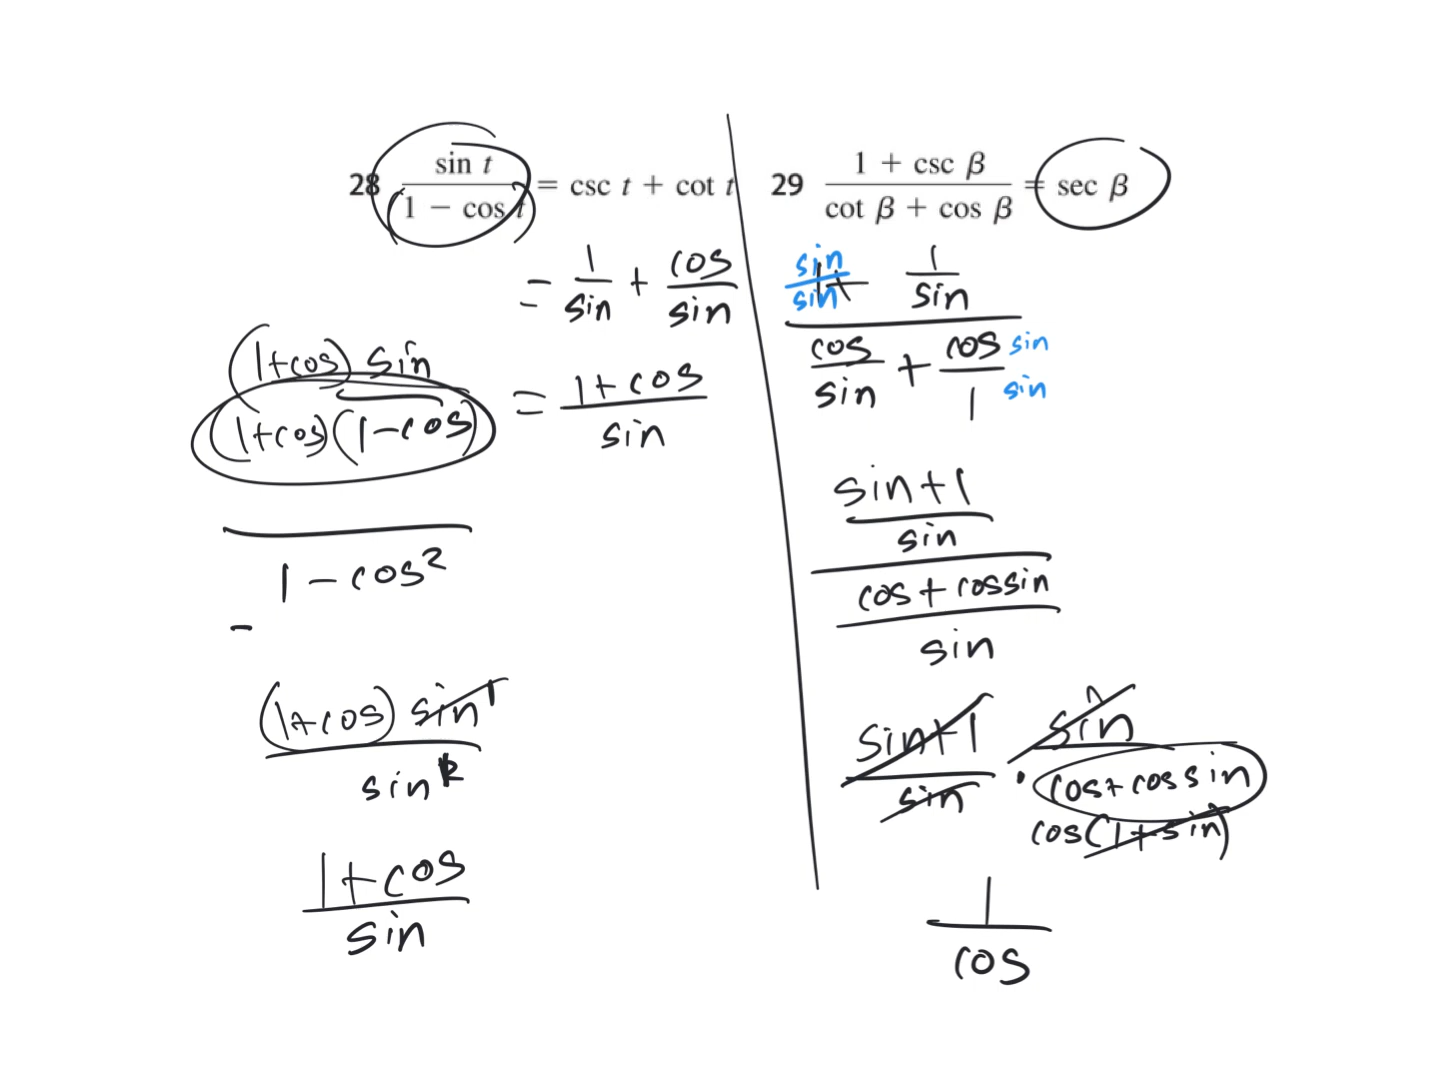 28 sin t / 1 − cos t = csc t + cot t
= 1/sin + cos/sin
(1+cos) sin / (1+cos)(1−cos) = 1+cos / sin
1 − cos²
−
(1+cos) sin¹ / sin²
1+cos / sin
29 1 + csc β / cot β + cos β = sec β
sin/sin 1+ 1/sin
cos/sin + cos/1 sin/sin
sin+1 / sin
cos+cossin / sin
sin+1 / sin · sin / cos+cossin
cos(1+sin)
1 / cos